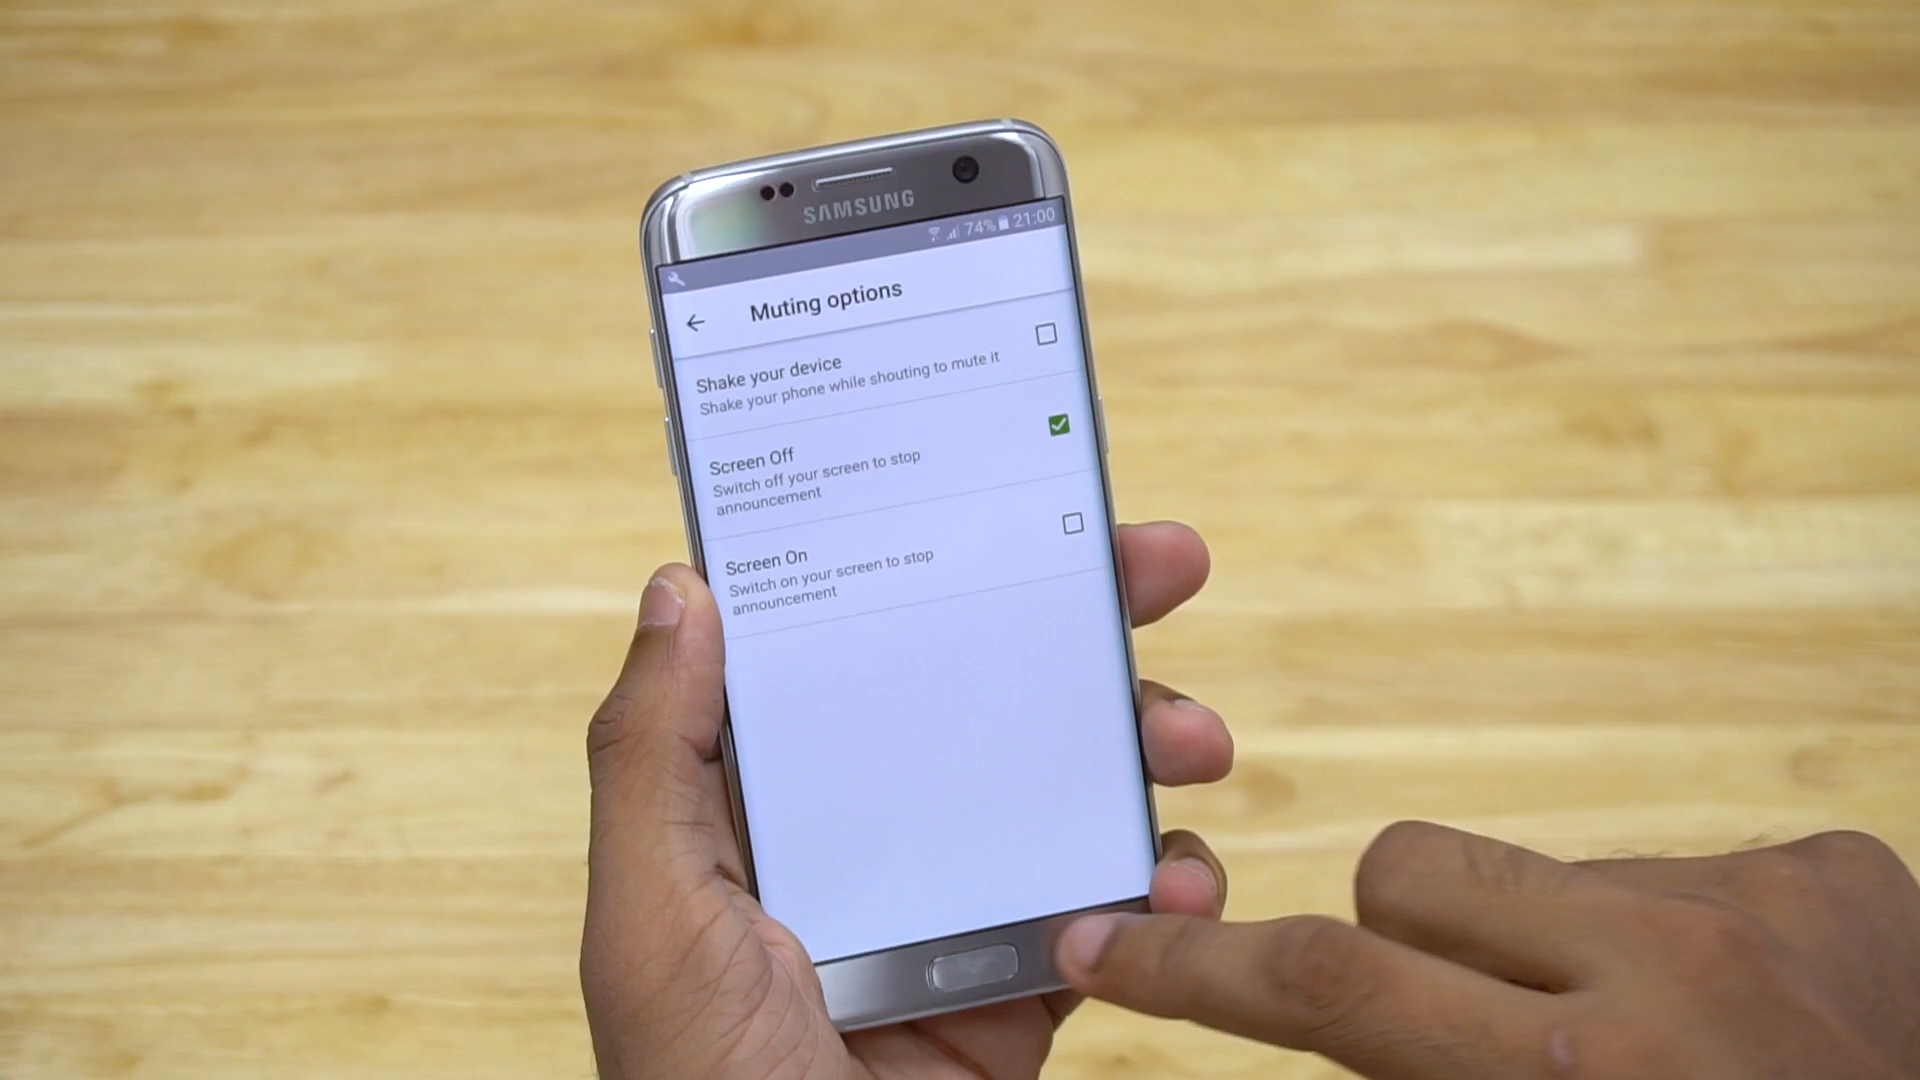 SAMSUNG
74% 21:00
Muting options
Shake your device
Shake your phone while shouting to mute it
Screen Off
Switch off your screen to stop
announcement
Screen On
Switch on your screen to stop
announcement